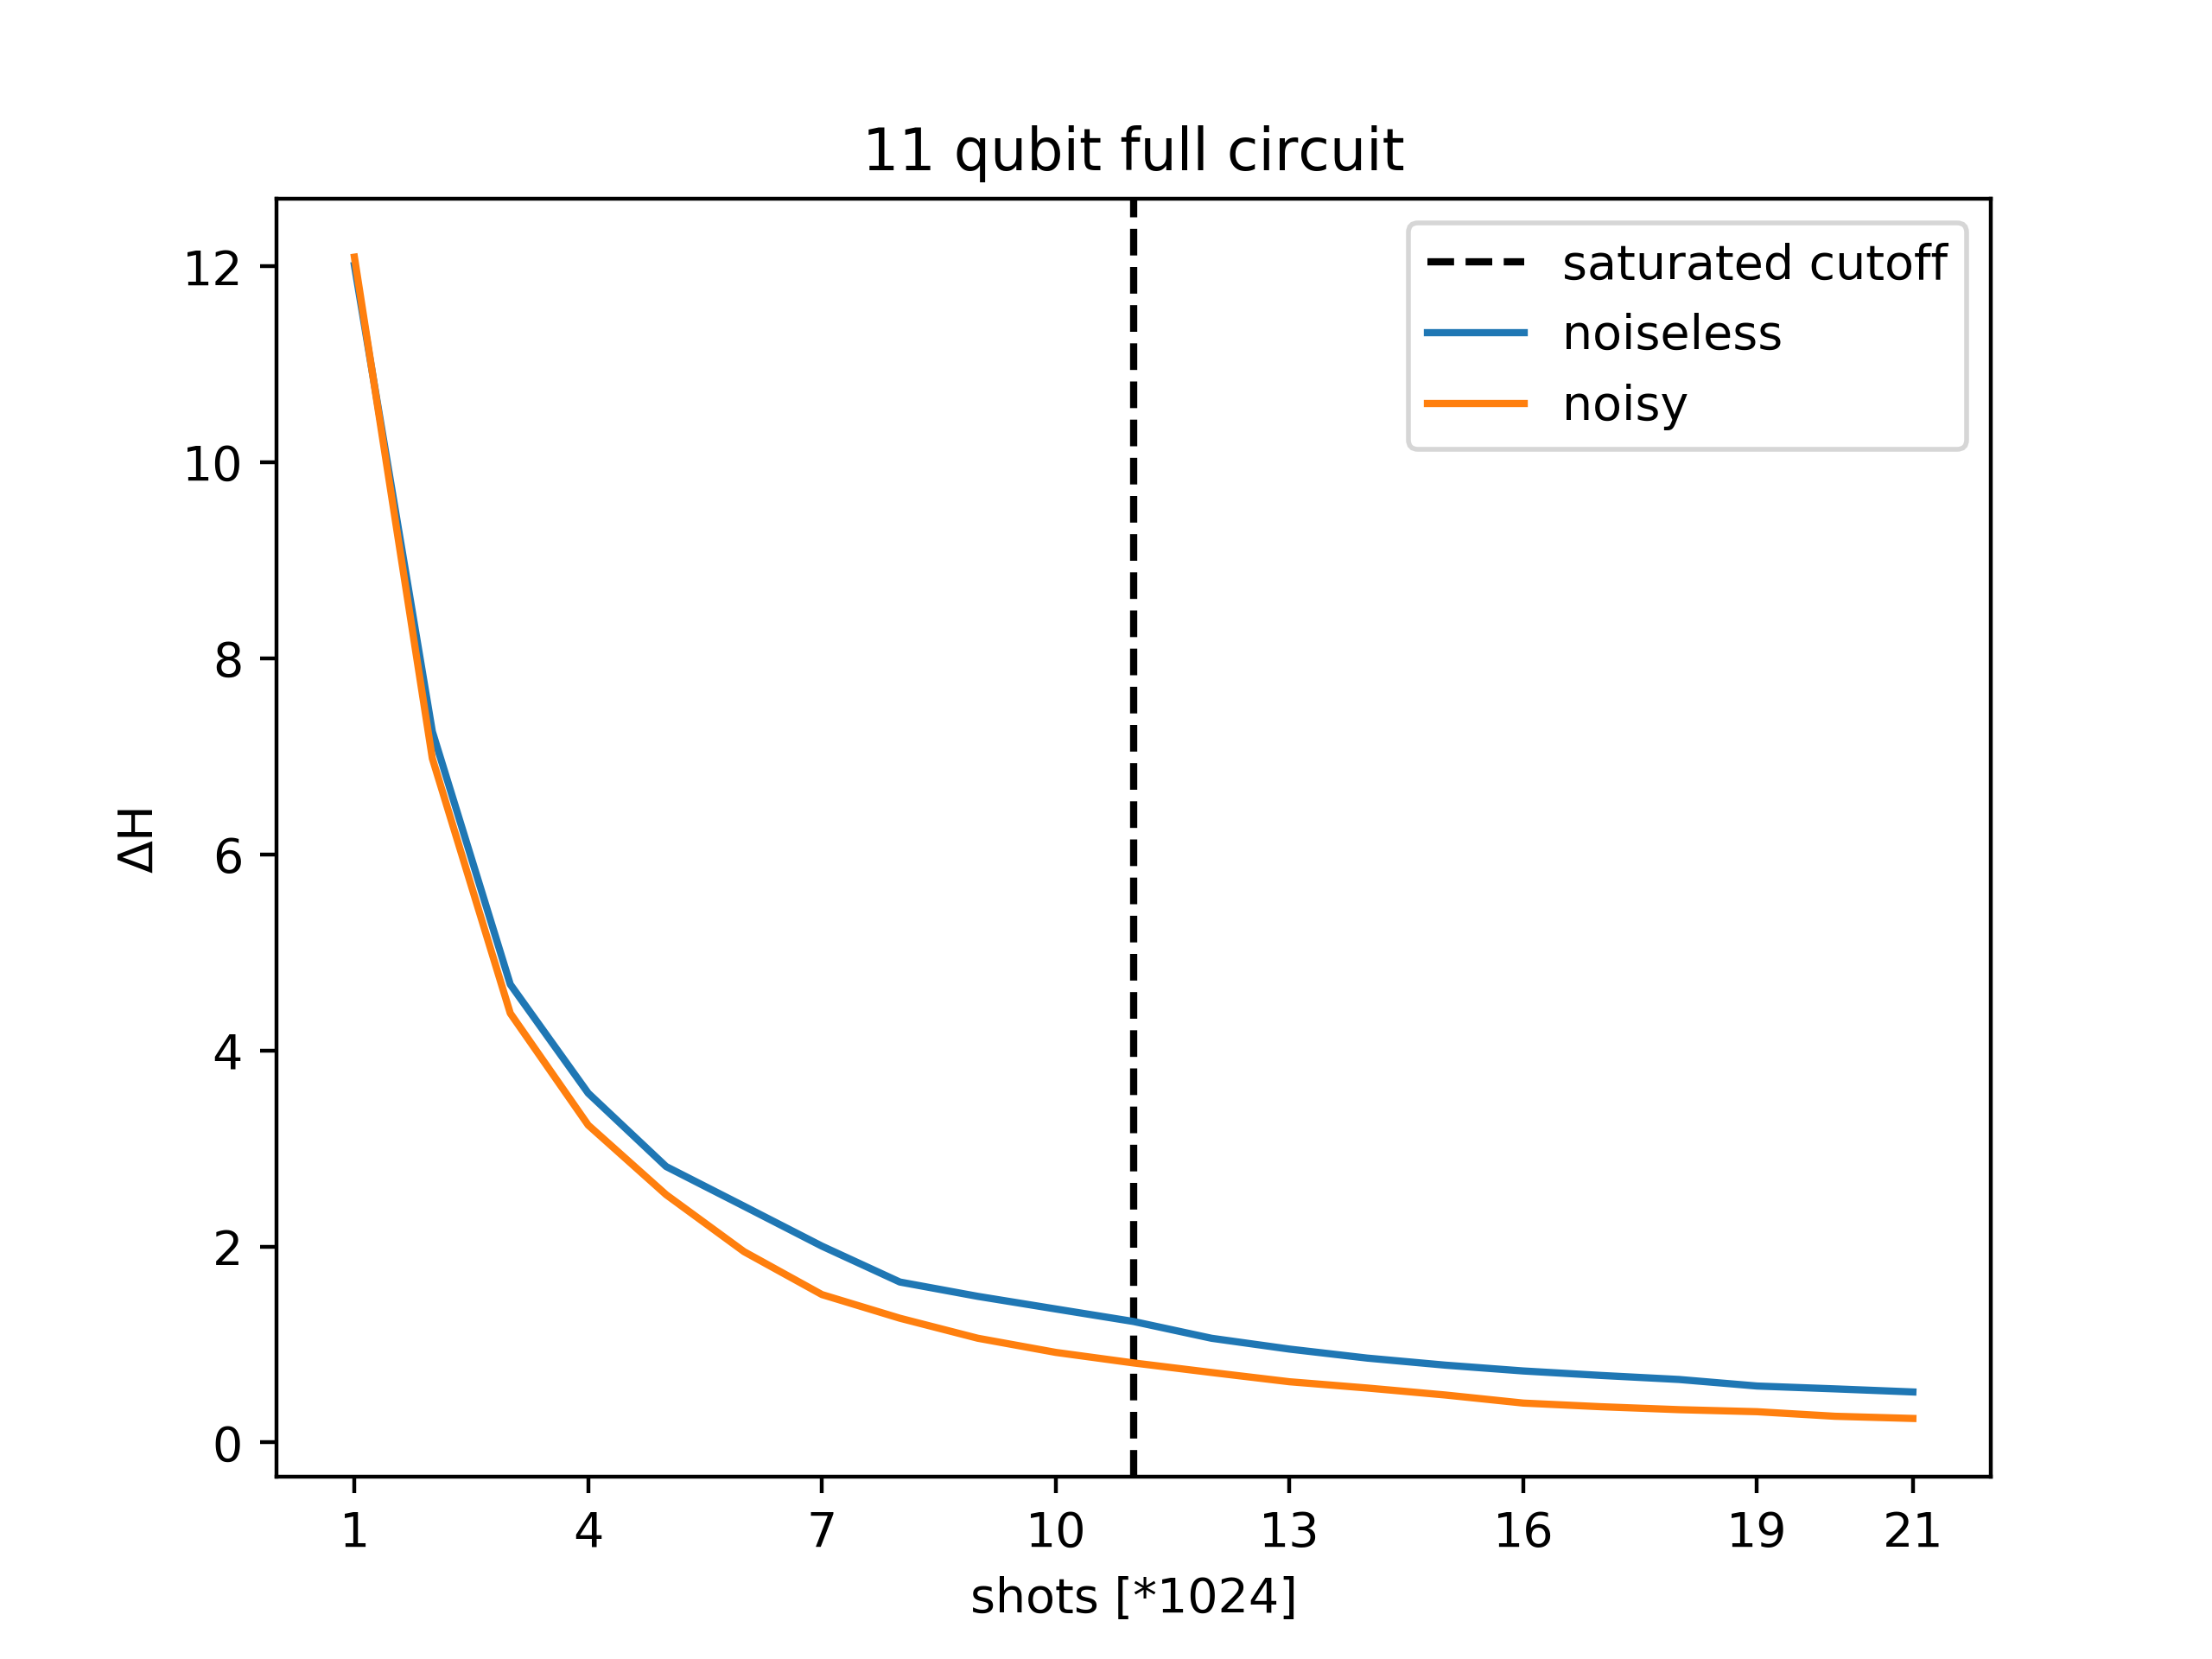 11 qubit full circuit
saturated cutoff
noiseless
noisy
12
10
8
6
4
2
0
ΔH
1 4 7 10 13 16 19 21
shots [*1024]